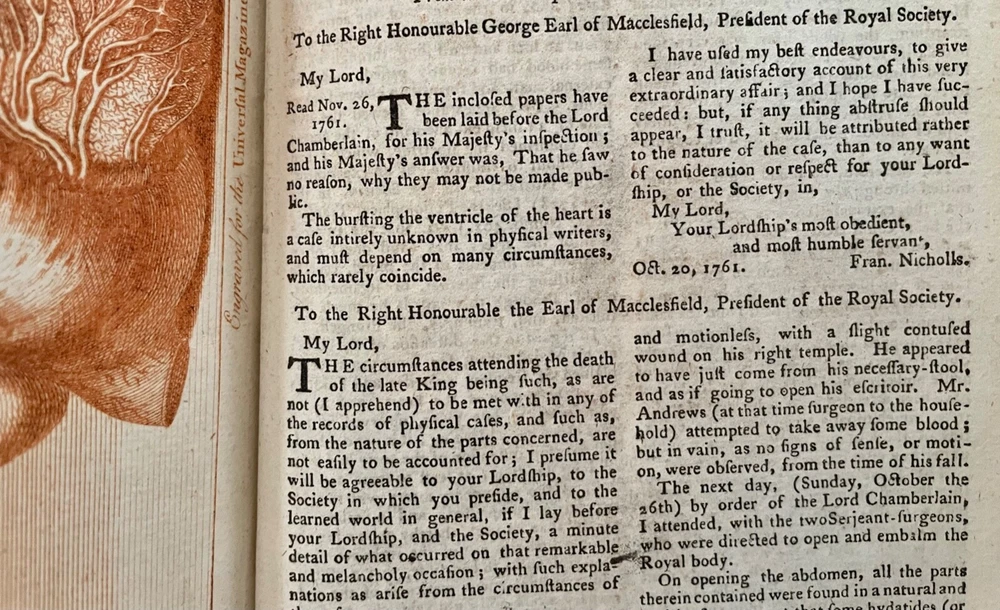 To the Right Honourable George Earl of Macclesfield, Preſident of the Royal Society.
My Lord,
Read Nov. 26, 1761.
THE incloſed papers have
been laid before the Lord
Chamberlain, for his Majeſty's inſpection;
and his Majeſty's anſwer was, That he ſaw
no reaſon, why they may not be made pub-
lic.
The burſting the ventricle of the heart is
a caſe intirely unknown in phyſical writers,
and muſt depend on many circumſtances,
which rarely coincide.
I have uſed my beſt endeavours, to give
a clear and ſatisfactory account of this very
extraordinary affair; and I hope I have ſuc-
ceeded: but, if any thing abſtruſe ſhould
appear, I truſt, it will be attributed rather
to the nature of the caſe, than to any want
of conſideration or reſpect for your Lord-
ſhip, or the Society, in,
My Lord,
Your Lordſhip's moſt obedient,
and moſt humble ſervant,
Oct. 20, 1761. Fran. Nicholls.
To the Right Honourable the Earl of Macclesfield, Preſident of the Royal Society.
My Lord,
THE circumſtances attending the death
of the late King being ſuch, as are
not (I apprehend) to be met with in any of
the records of phyſical caſes, and ſuch as,
from the nature of the parts concerned, are
not eaſily to be accounted for; I preſume it
will be agreeable to your Lordſhip, to the
Society in which you preſide, and to the
learned world in general, if I lay before
your Lordſhip, and the Society, a minute
detail of what occurred on that remarkable
and melancholy occaſion; with ſuch expla-
nations as ariſe from the circumſtances of
and motionleſs, with a ſlight contuſed
wound on his right temple. He appeared
to have juſt come from his neceſſary-ſtool,
and as if going to open his eſcritoir. Mr.
Andrews (at that time ſurgeon to the houſe-
hold) attempted to take away ſome blood;
but in vain, as no ſigns of ſenſe, or moti-
on, were obſerved, from the time of his fall.
The next day, (Sunday, October the
26th) by order of the Lord Chamberlain,
I attended, with the two Serjeant-ſurgeons,
who were directed to open and embalm the
Royal body.
On opening the abdomen, all the parts
therein contained were found in a natural and
that ſome hydatides (or
Engraved for the Univerſal Magazine